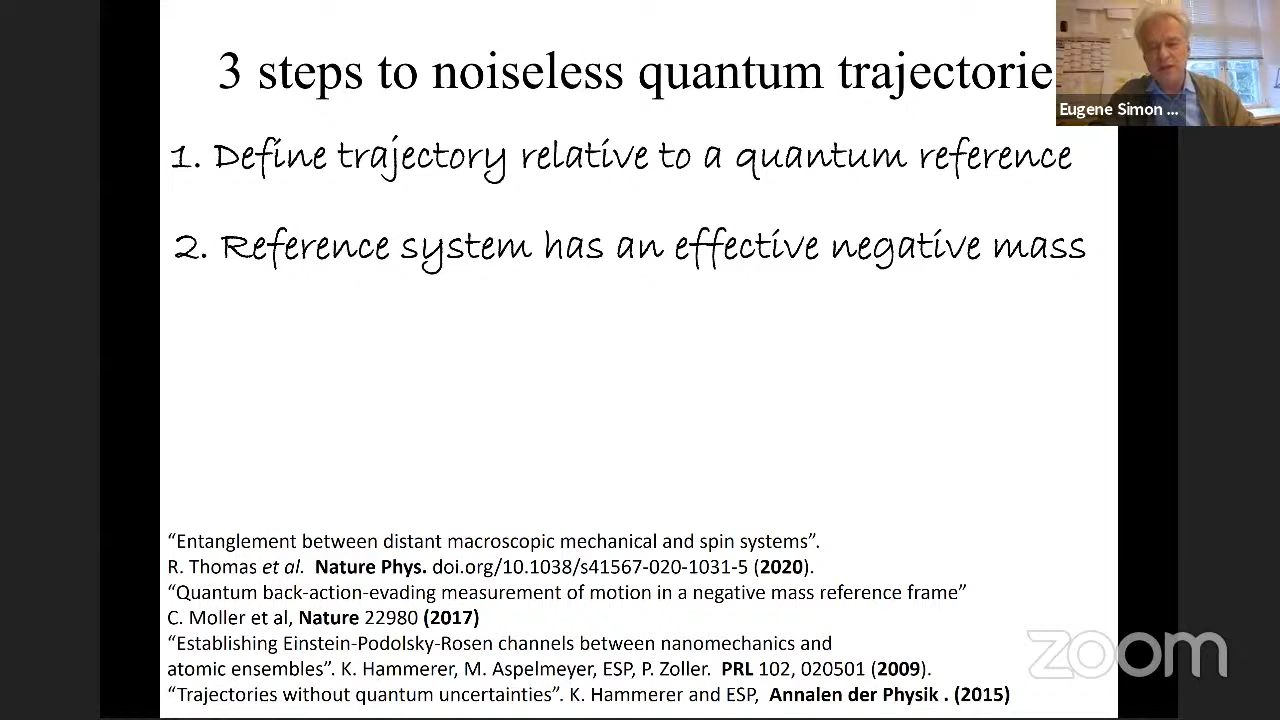 3 steps to noiseless quantum trajectorie
Eugene Simon ...
1. Define trajectory relative to a quantum reference
2. Reference system has an effective negative mass
“Entanglement between distant macroscopic mechanical and spin systems”.
R. Thomas et al. Nature Phys. doi.org/10.1038/s41567-020-1031-5 (2020).
“Quantum back-action-evading measurement of motion in a negative mass reference frame”
C. Moller et al, Nature 22980 (2017)
“Establishing Einstein-Podolsky-Rosen channels between nanomechanics and
atomic ensembles”. K. Hammerer, M. Aspelmeyer, ESP, P. Zoller. PRL 102, 020501 (2009).
“Trajectories without quantum uncertainties”. K. Hammerer and ESP, Annalen der Physik . (2015)
zoom